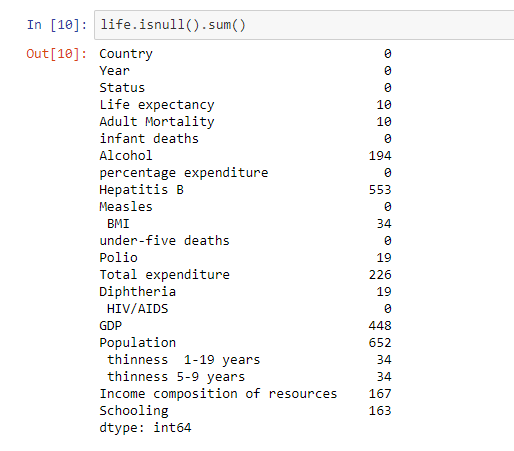 In [10]: life.isnull().sum()
Out[10]: Country 0
Year 0
Status 0
Life expectancy 10
Adult Mortality 10
infant deaths 0
Alcohol 194
percentage expenditure 0
Hepatitis B 553
Measles 0
 BMI 34
under-five deaths 0
Polio 19
Total expenditure 226
Diphtheria 19
 HIV/AIDS 0
GDP 448
Population 652
 thinness  1-19 years 34
 thinness 5-9 years 34
Income composition of resources 167
Schooling 163
dtype: int64